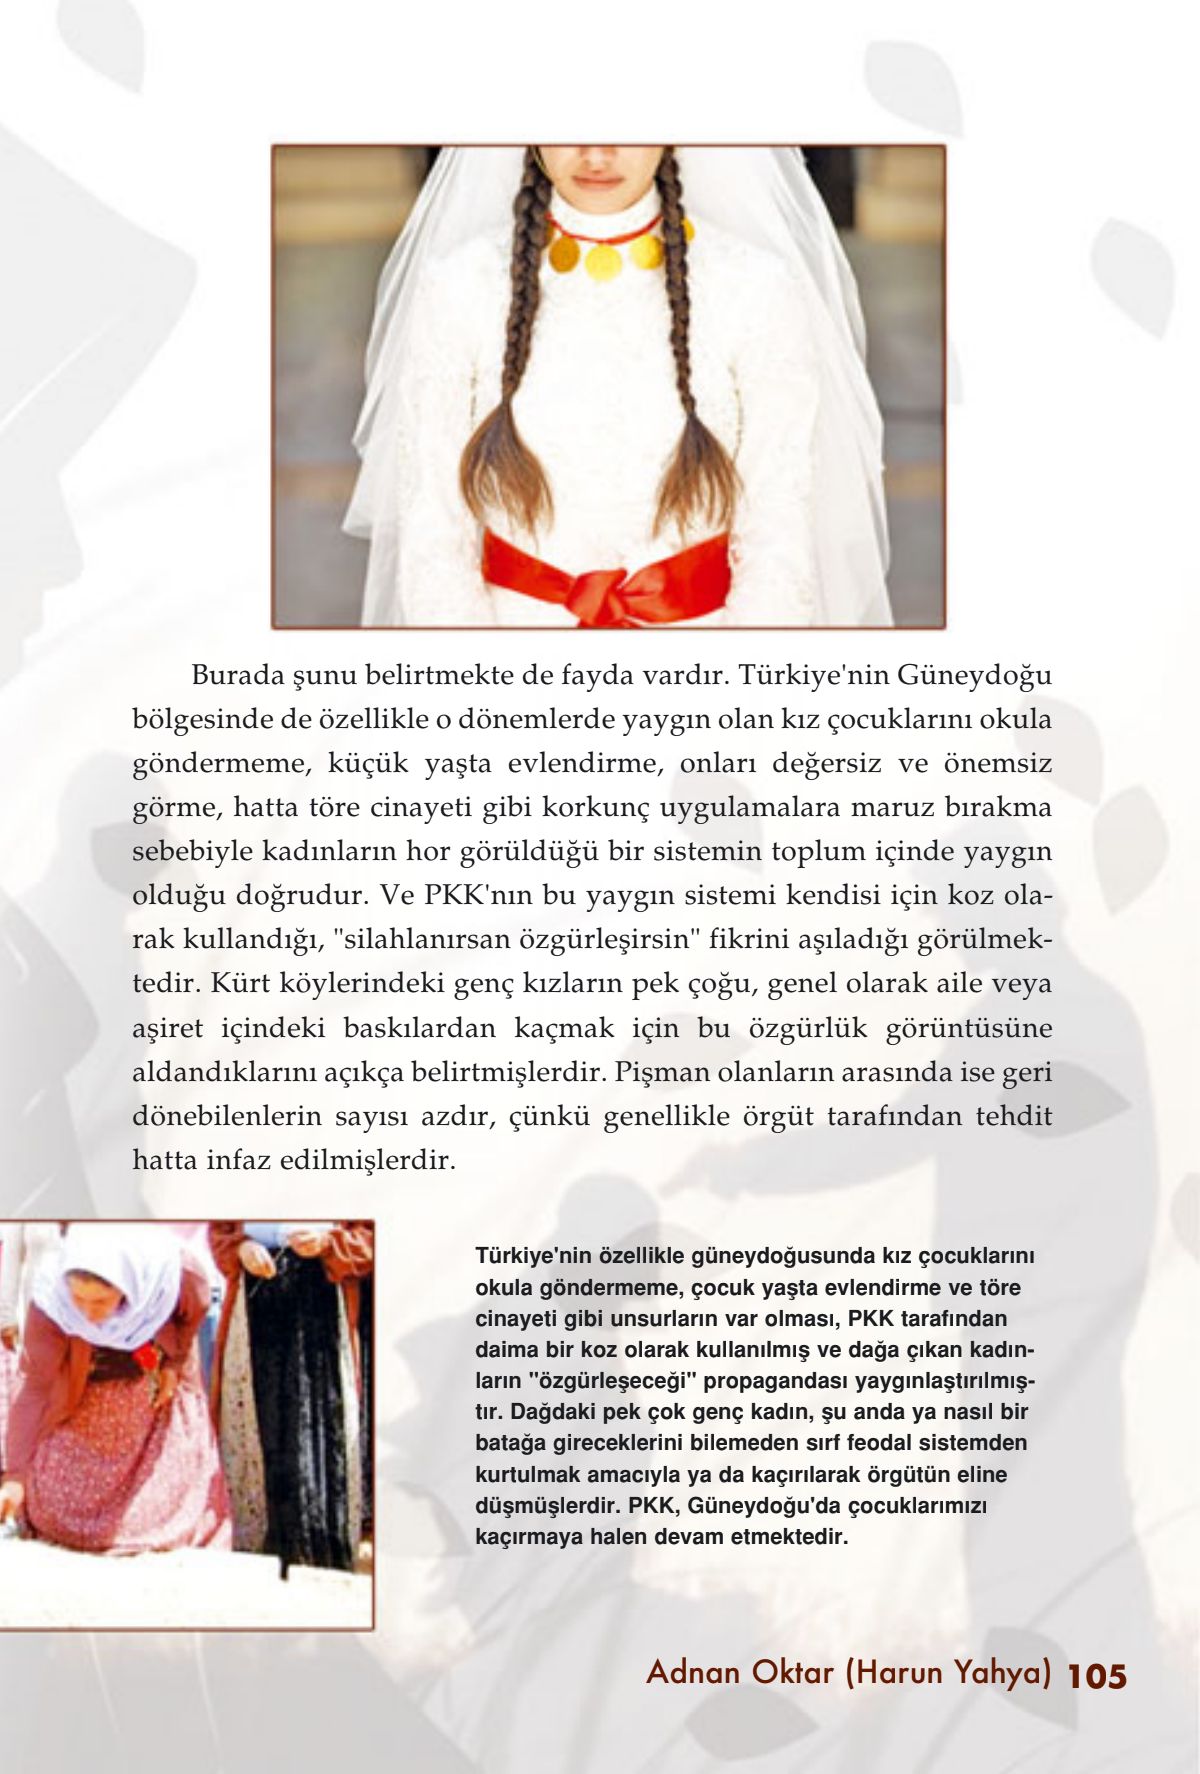 Burada şunu belirtmekte de fayda vardır. Türkiye'nin Güneydoğu
bölgesinde de özellikle o dönemlerde yaygın olan kız çocuklarını okula
göndermeme, küçük yaşta evlendirme, onları değersiz ve önemsiz
görme, hatta töre cinayeti gibi korkunç uygulamalara maruz bırakma
sebebiyle kadınların hor görüldüğü bir sistemin toplum içinde yaygın
olduğu doğrudur. Ve PKK'nın bu yaygın sistemi kendisi için koz ola-
rak kullandığı, "silahlanırsan özgürleşirsin" fikrini aşıladığı görülmek-
tedir. Kürt köylerindeki genç kızların pek çoğu, genel olarak aile veya
aşiret içindeki baskılardan kaçmak için bu özgürlük görüntüsüne
aldandıklarını açıkça belirtmişlerdir. Pişman olanların arasında ise geri
dönebilenlerin sayısı azdır, çünkü genellikle örgüt tarafından tehdit
hatta infaz edilmişlerdir.
Türkiye'nin özellikle güneydoğusunda kız çocuklarını
okula göndermeme, çocuk yaşta evlendirme ve töre
cinayeti gibi unsurların var olması, PKK tarafından
daima bir koz olarak kullanılmış ve dağa çıkan kadın-
ların "özgürleşeceği" propagandası yaygınlaştırılmış-
tır. Dağdaki pek çok genç kadın, şu anda ya nasıl bir
batağa gireceklerini bilemeden sırf feodal sistemden
kurtulmak amacıyla ya da kaçırılarak örgütün eline
düşmüşlerdir. PKK, Güneydoğu'da çocuklarımızı
kaçırmaya halen devam etmektedir.
Adnan Oktar (Harun Yahya) 105